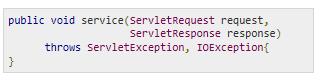 public void service(ServletRequest request,
ServletResponse response)
throws ServletException, IOException{
}